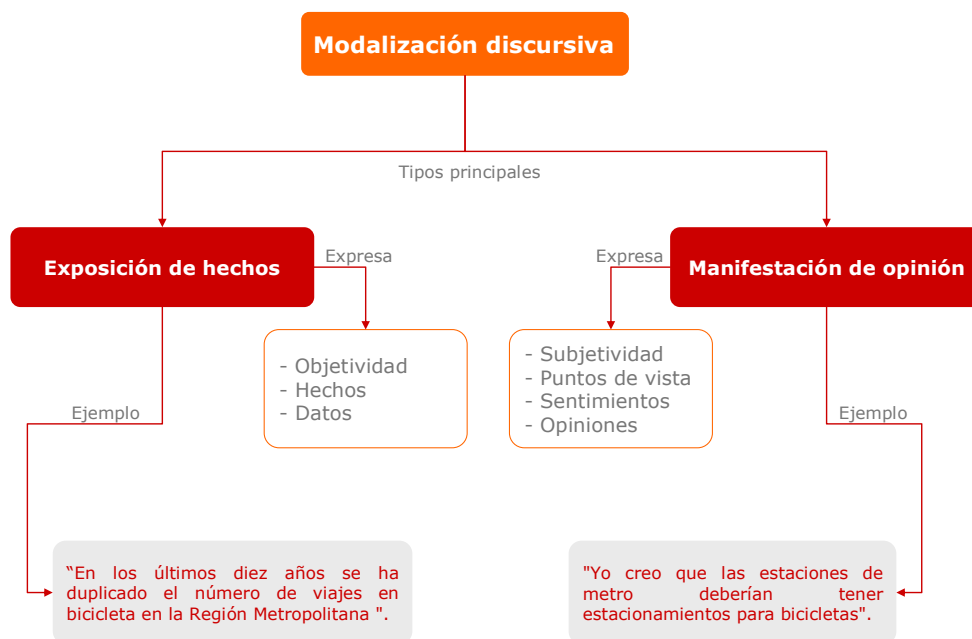 Modalización discursiva
Tipos principales
Exposición de hechos
Expresa
Expresa
Manifestación de opinión
- Objetividad
- Hechos
- Datos
- Subjetividad
- Puntos de vista
- Sentimientos
- Opiniones
Ejemplo
Ejemplo
“En los últimos diez años se ha
duplicado el número de viajes en
bicicleta en la Región Metropolitana ".
"Yo creo que las estaciones de
metro deberían tener
estacionamientos para bicicletas".